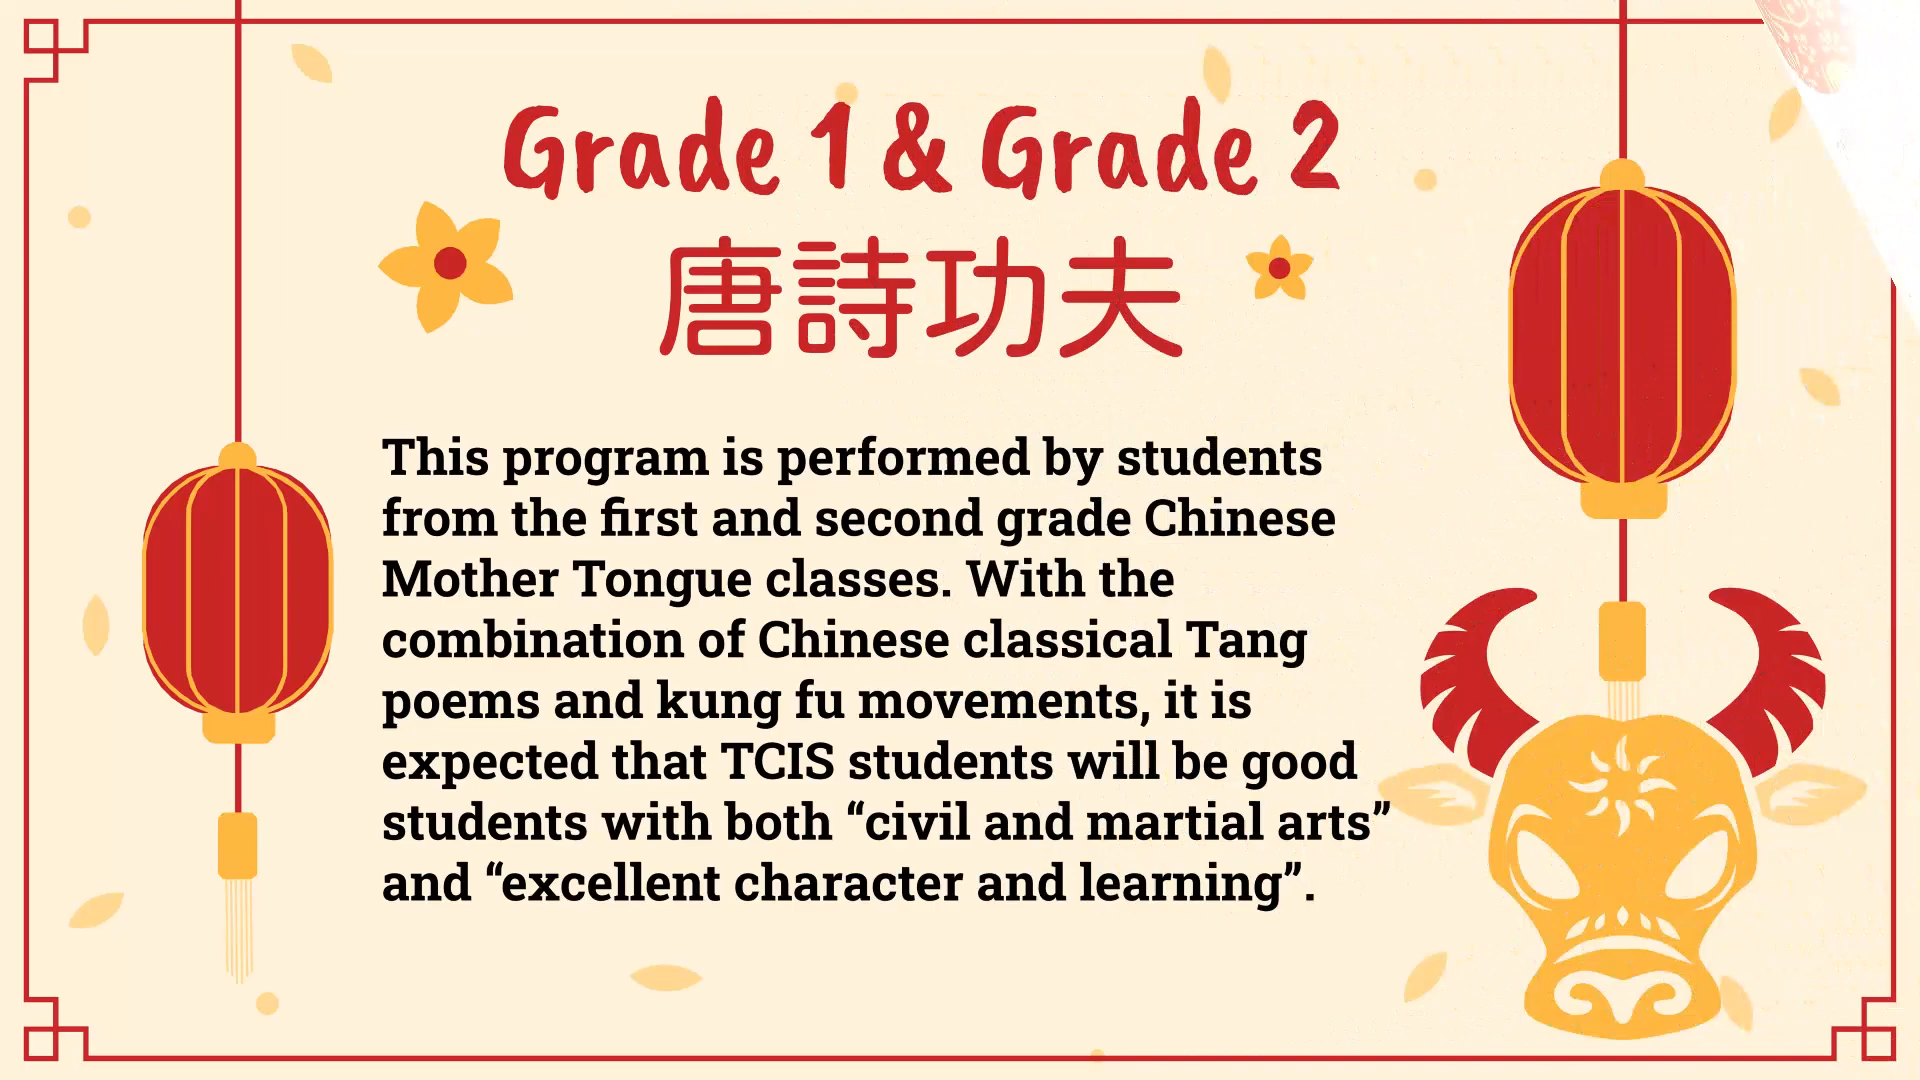 Grade 1 & Grade 2
唐詩功夫
This program is performed by students
from the first and second grade Chinese
Mother Tongue classes. With the
combination of Chinese classical Tang
poems and kung fu movements, it is
expected that TCIS students will be good
students with both “civil and martial arts”
and “excellent character and learning”.